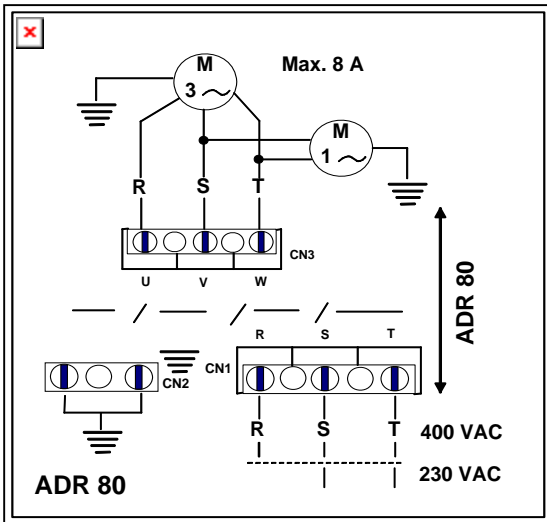 M
3
Max. 8 A
M
1
R S T
CN3
U V W
ADR 80
R S T
CN1
CN2
R S T 400 VAC
230 VAC
ADR 80